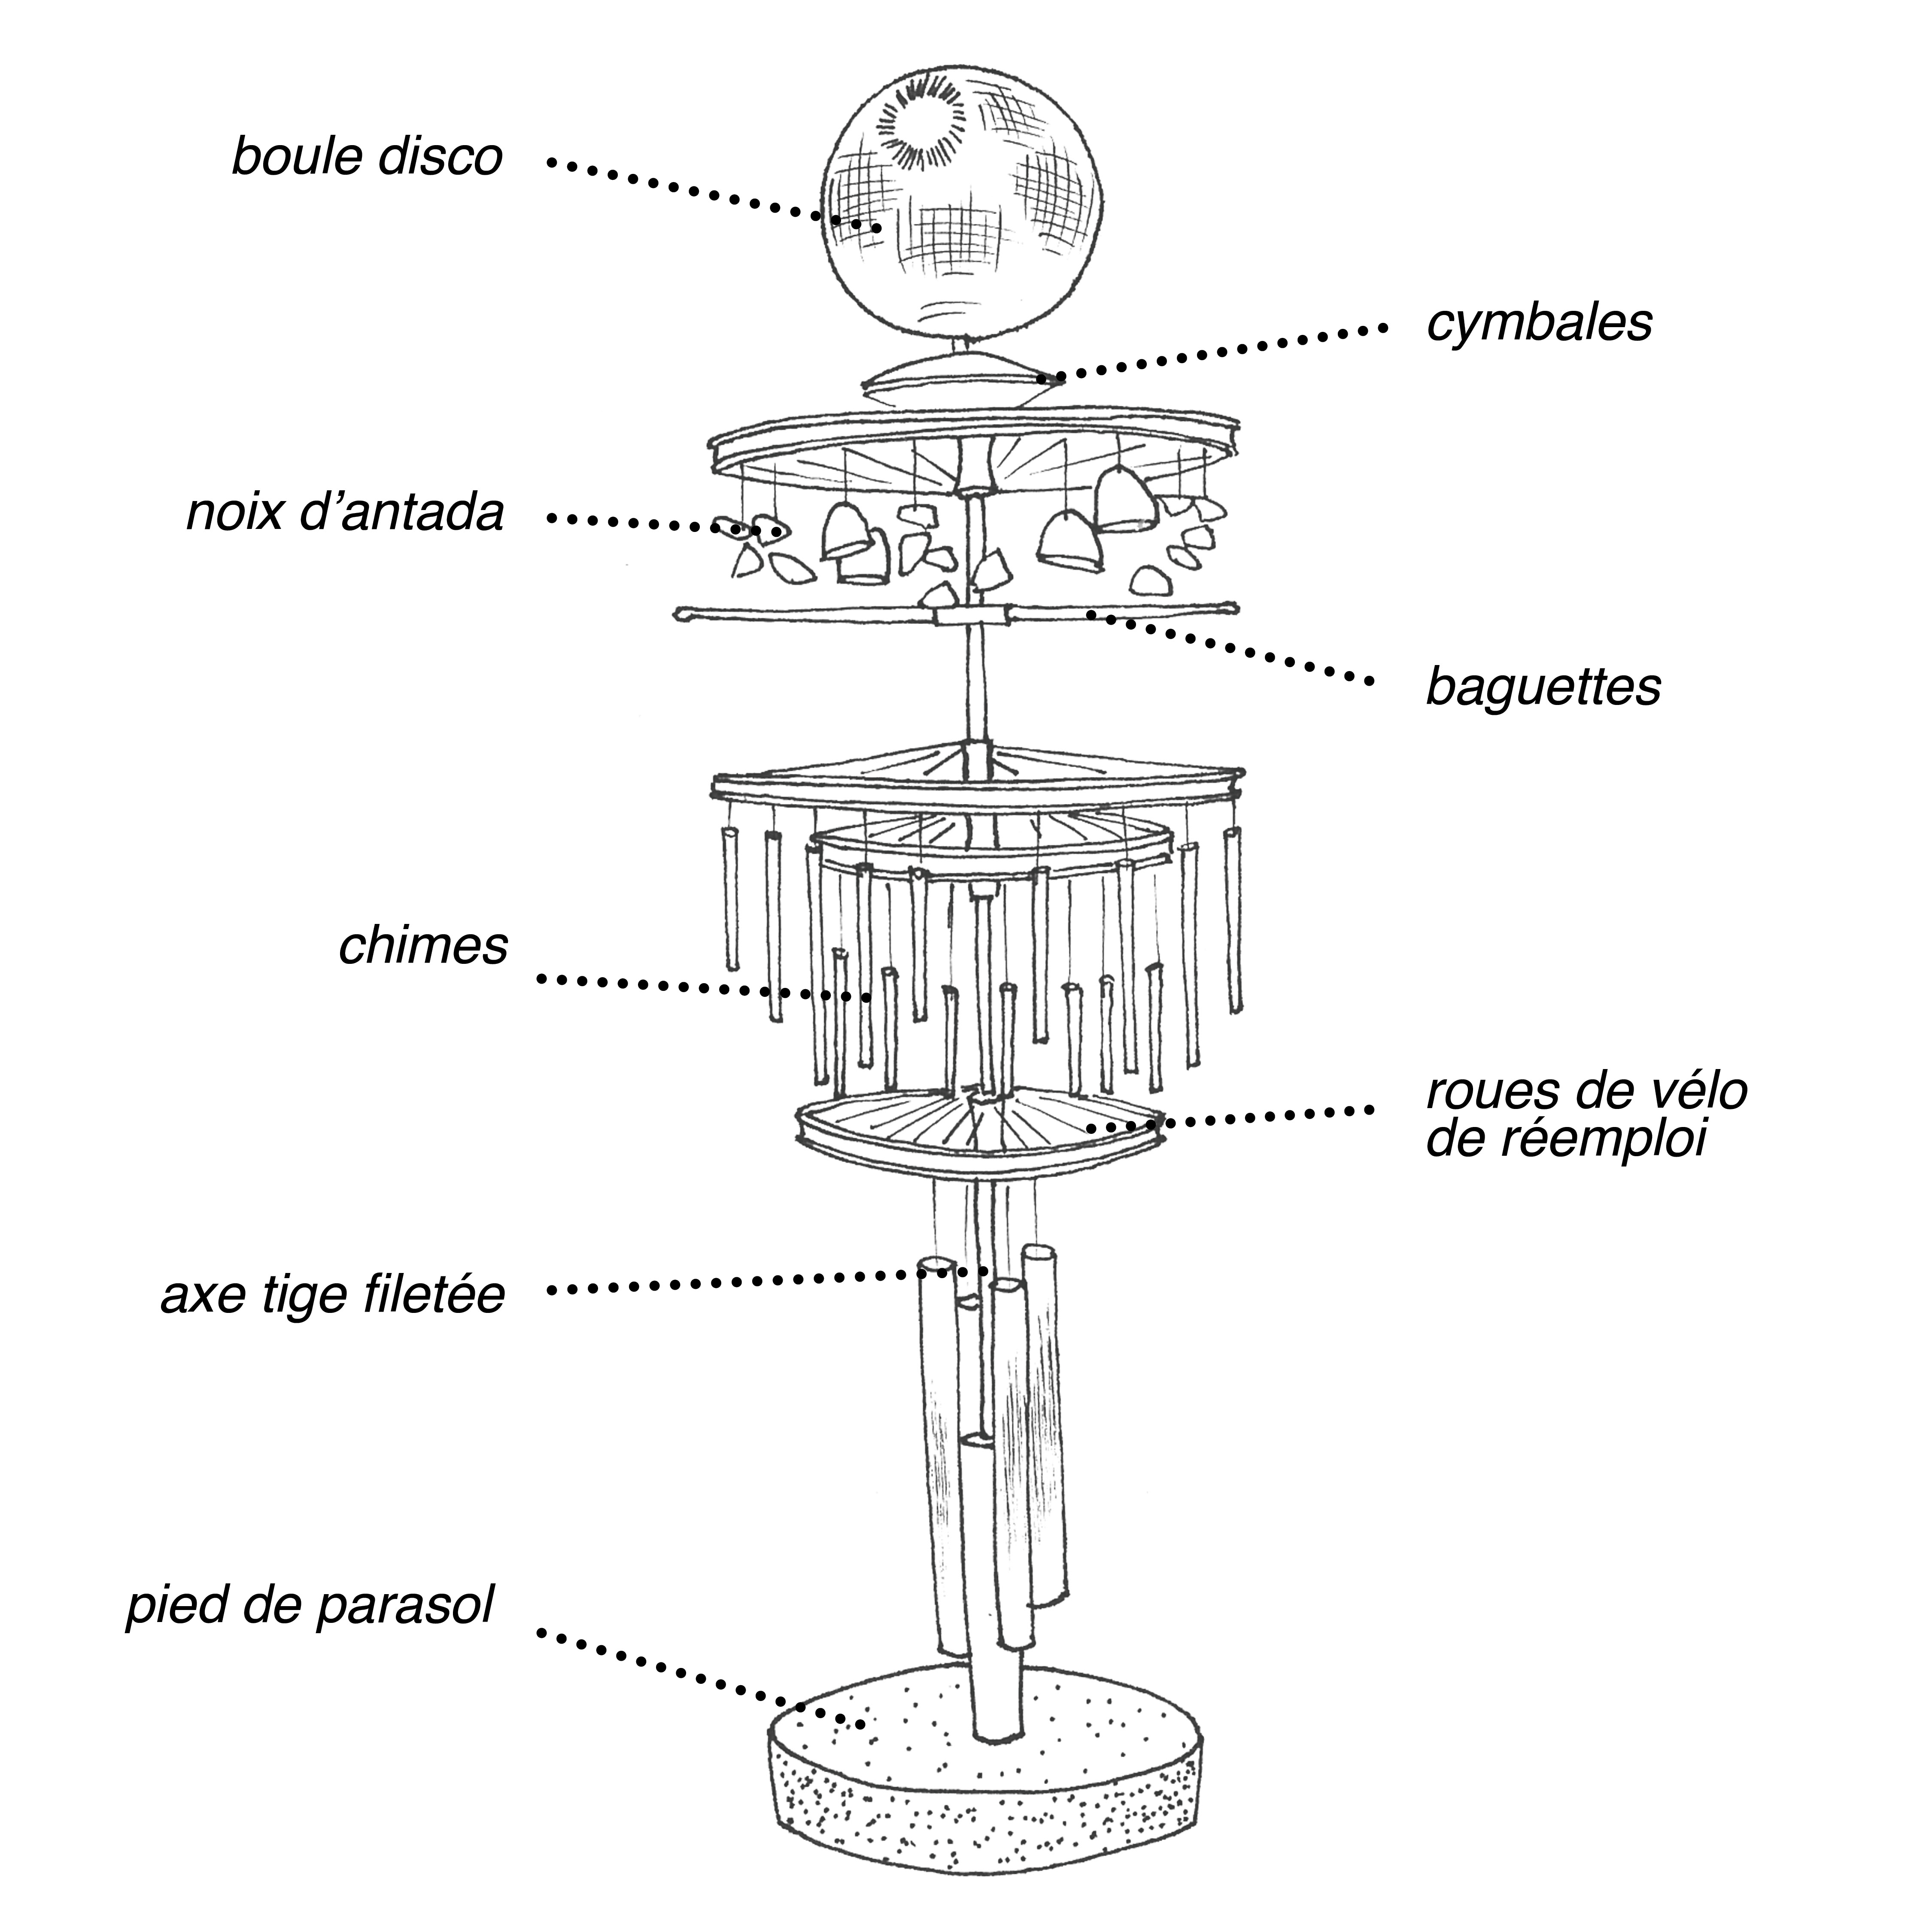 boule disco
cymbales
noix d’antada
baguettes
chimes
roues de vélo
de réemploi
axe tige filetée
pied de parasol